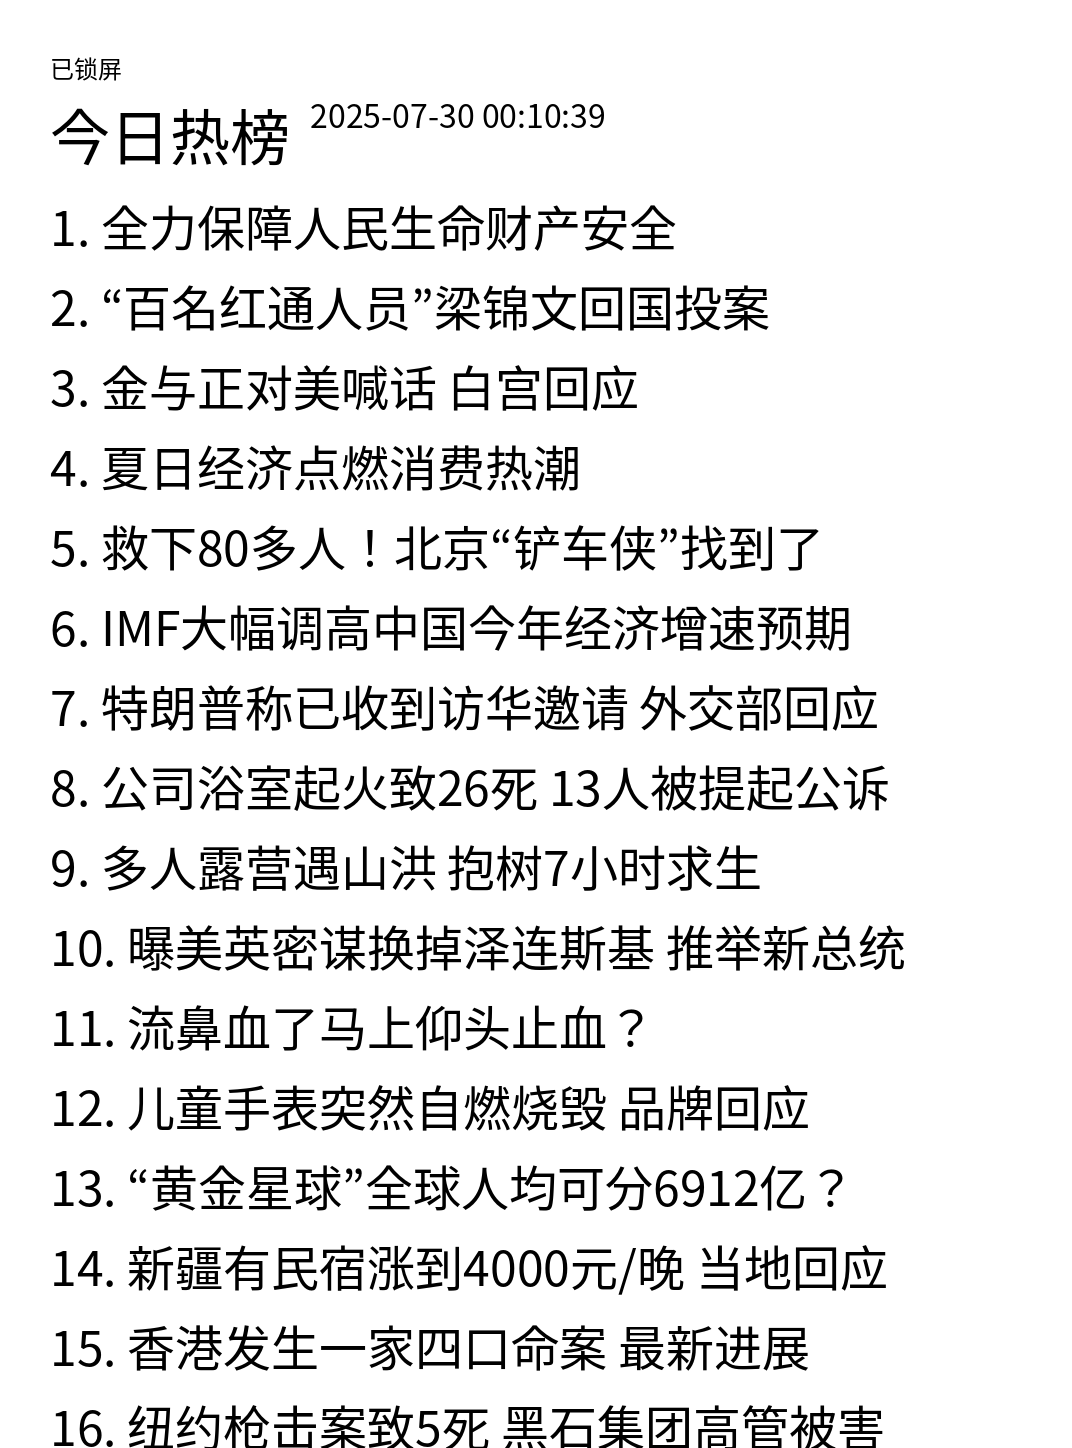 已锁屏
今日热榜 2025-07-30 00:10:39
1. 全力保障人民生命财产安全
2. “百名红通人员”梁锦文回国投案
3. 金与正对美喊话 白宫回应
4. 夏日经济点燃消费热潮
5. 救下80多人！北京“铲车侠”找到了
6. IMF大幅调高中国今年经济增速预期
7. 特朗普称已收到访华邀请 外交部回应
8. 公司浴室起火致26死 13人被提起公诉
9. 多人露营遇山洪 抱树7小时求生
10. 曝美英密谋换掉泽连斯基 推举新总统
11. 流鼻血了马上仰头止血？
12. 儿童手表突然自燃烧毁 品牌回应
13. “黄金星球”全球人均可分6912亿？
14. 新疆有民宿涨到4000元/晚 当地回应
15. 香港发生一家四口命案 最新进展
16. 纽约枪击案致5死 黑石集团高管被害